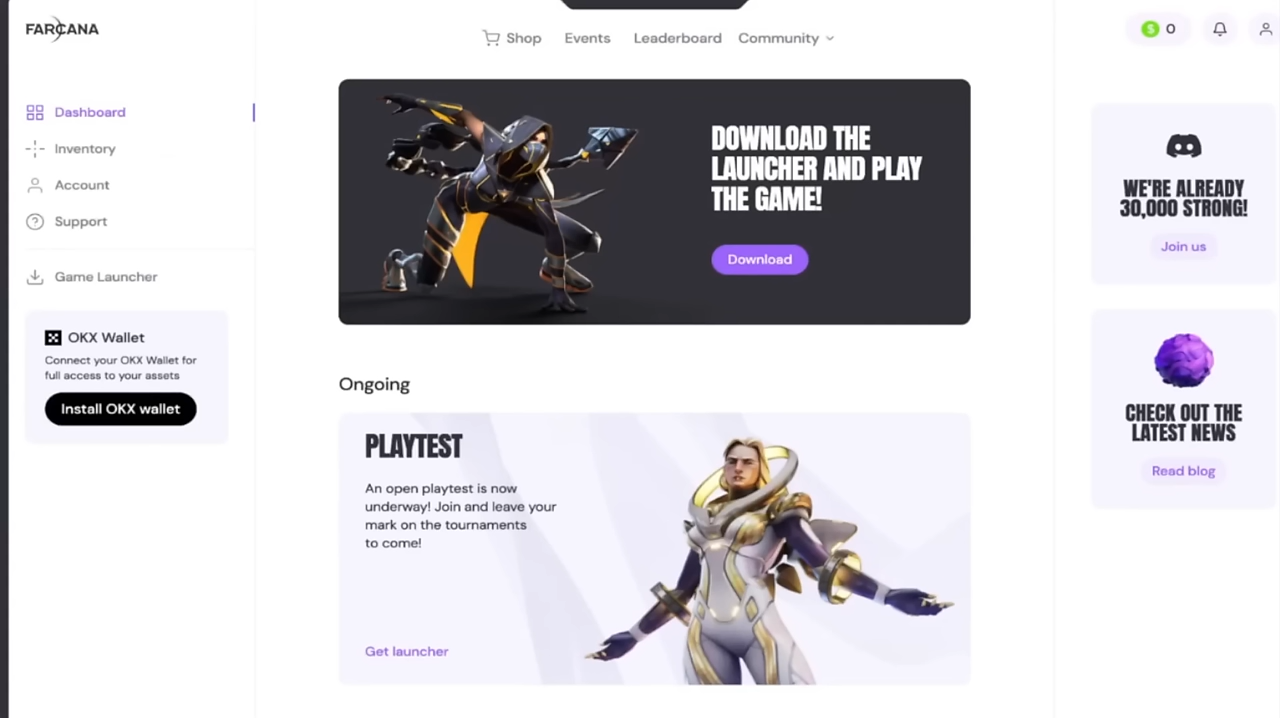 FARCANA
Shop
Events
Leaderboard
Community
0
Dashboard
Inventory
Account
Support
Game Launcher
OKX Wallet
Connect your OKX Wallet for
full access to your assets
Install OKX wallet
DOWNLOAD THE
LAUNCHER AND PLAY
THE GAME!
Download
Ongoing
PLAYTEST
An open playtest is now
underway! Join and leave your
mark on the tournaments
to come!
Get launcher
WE'RE ALREADY
30,000 STRONG!
Join us
CHECK OUT THE
LATEST NEWS
Read blog